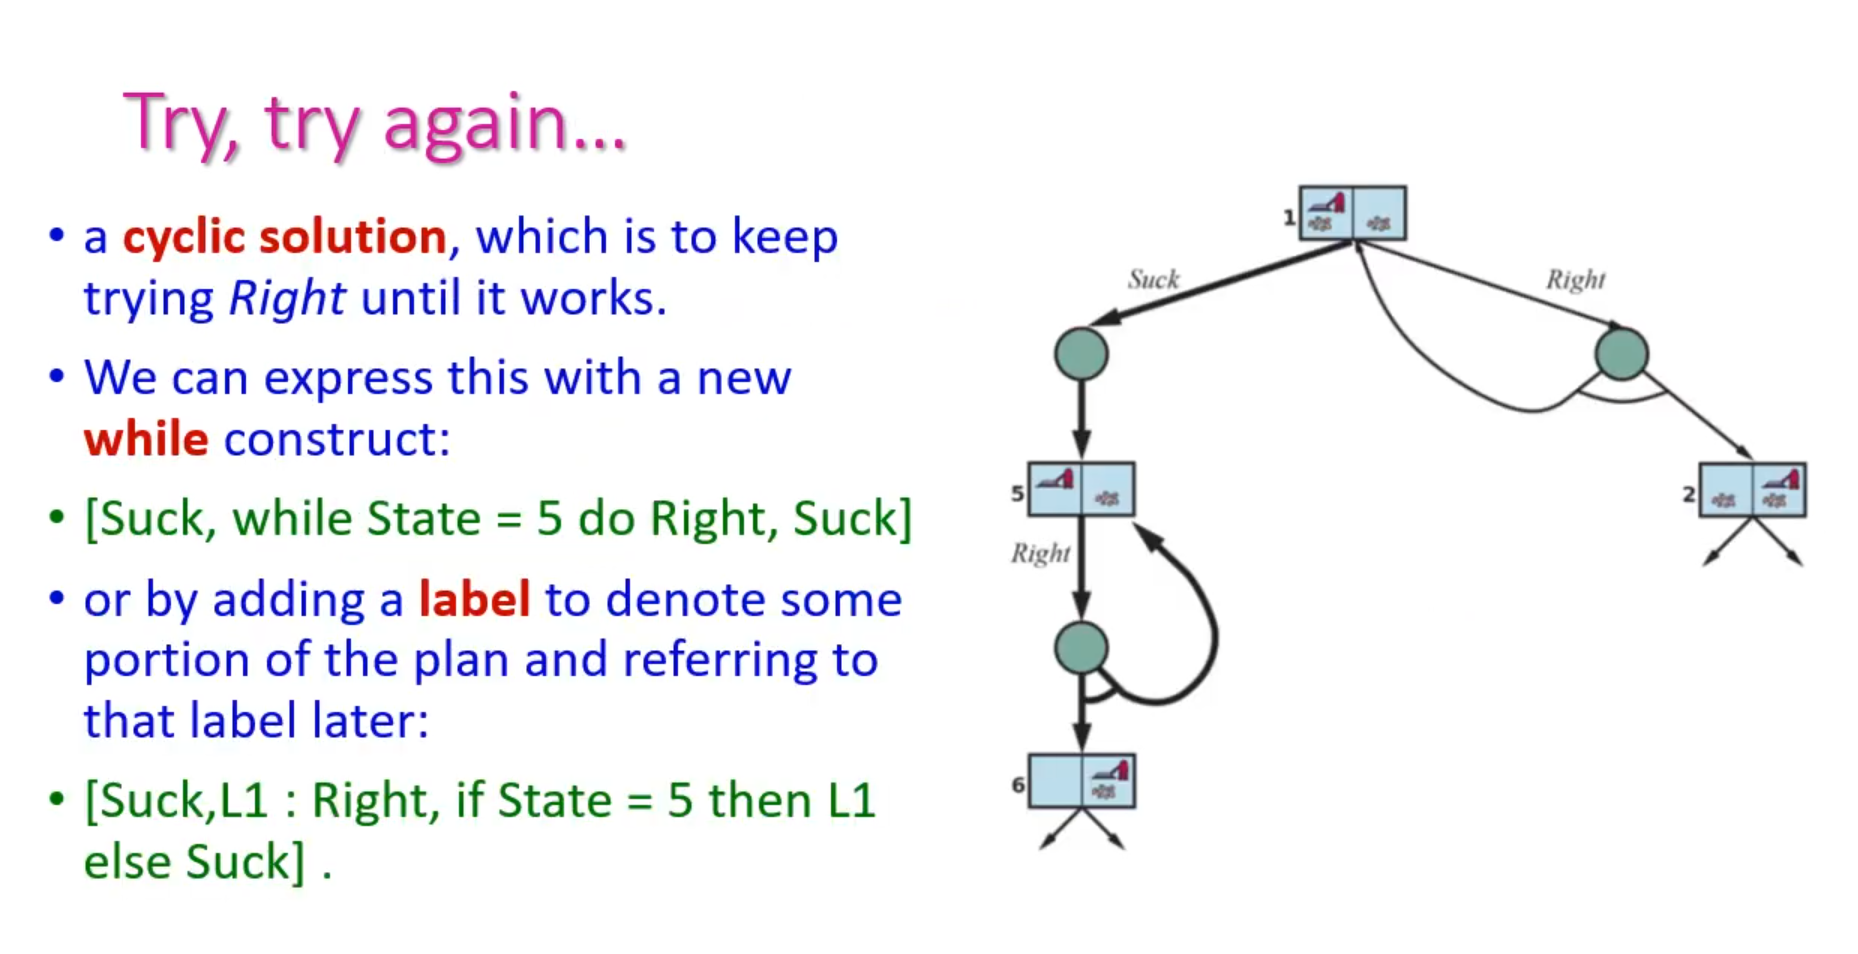 Try, try again...
• a cyclic solution, which is to keep
trying Right until it works.
• We can express this with a new
while construct:
• [Suck, while State = 5 do Right, Suck]
• or by adding a label to denote some
portion of the plan and referring to
that label later:
• [Suck,L1 : Right, if State = 5 then L1
else Suck] .
1
Suck
Right
5
2
Right
6